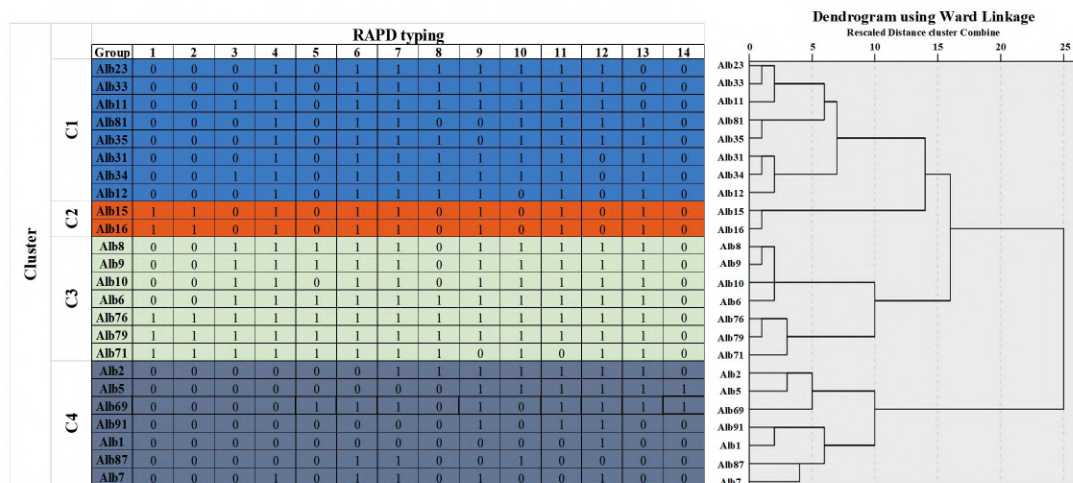 Cluster
RAPD typing
Group 1 2 3 4 5 6 7 8 9 10 11 12 13 14
C1
Alb23 0 0 0 1 0 1 1 1 1 1 1 1 0 0
Alb33 0 0 0 1 0 1 1 1 1 1 1 1 0 0
Alb11 0 0 1 1 0 1 1 1 1 1 1 1 0 0
Alb81 0 0 0 1 0 1 1 0 0 1 1 1 1 0
Alb35 0 0 0 1 0 1 1 1 0 1 1 1 1 0
Alb31 0 0 0 1 0 1 1 1 1 1 1 0 1 0
Alb34 0 0 1 1 0 1 1 1 1 1 1 0 1 0
Alb12 0 0 0 1 0 1 1 1 1 0 1 0 1 0
C2
Alb15 1 1 0 1 0 1 1 0 1 0 1 0 1 0
Alb16 1 1 0 1 0 1 1 0 1 0 1 0 1 0
C3
Alb8 0 0 1 1 1 1 1 0 1 1 1 1 1 0
Alb9 0 0 1 1 1 1 1 0 1 1 1 1 1 0
Alb10 0 0 1 1 0 1 1 0 1 1 1 1 1 0
Alb6 0 0 1 1 1 1 1 1 1 1 1 1 1 0
Alb76 1 1 1 1 1 1 1 1 1 1 1 1 1 0
Alb79 1 1 1 1 1 1 1 1 1 1 1 1 1 0
Alb71 1 1 1 1 1 1 1 1 0 1 0 1 1 0
C4
Alb2 0 0 0 0 0 0 1 1 1 1 1 1 1 0
Alb5 0 0 0 0 0 0 0 0 1 1 1 1 1 1
Alb69 0 0 0 0 1 1 1 0 1 0 1 1 1 1
Alb91 0 0 0 0 0 0 0 0 1 0 1 1 0 0
Alb1 0 0 0 0 0 0 0 0 0 0 0 1 0 0
Alb87 0 0 0 0 0 1 1 0 0 1 0 0 0 0
Alb7 0 0 0 1 0 1 1 0 0 1 0 1 0 0
Dendrogram using Ward Linkage
Rescaled Distance cluster Combine
0 5 10 15 20 25
Alb23
Alb33
Alb11
Alb81
Alb35
Alb31
Alb34
Alb12
Alb15
Alb16
Alb8
Alb9
Alb10
Alb6
Alb76
Alb79
Alb71
Alb2
Alb5
Alb69
Alb91
Alb1
Alb87
Alb7